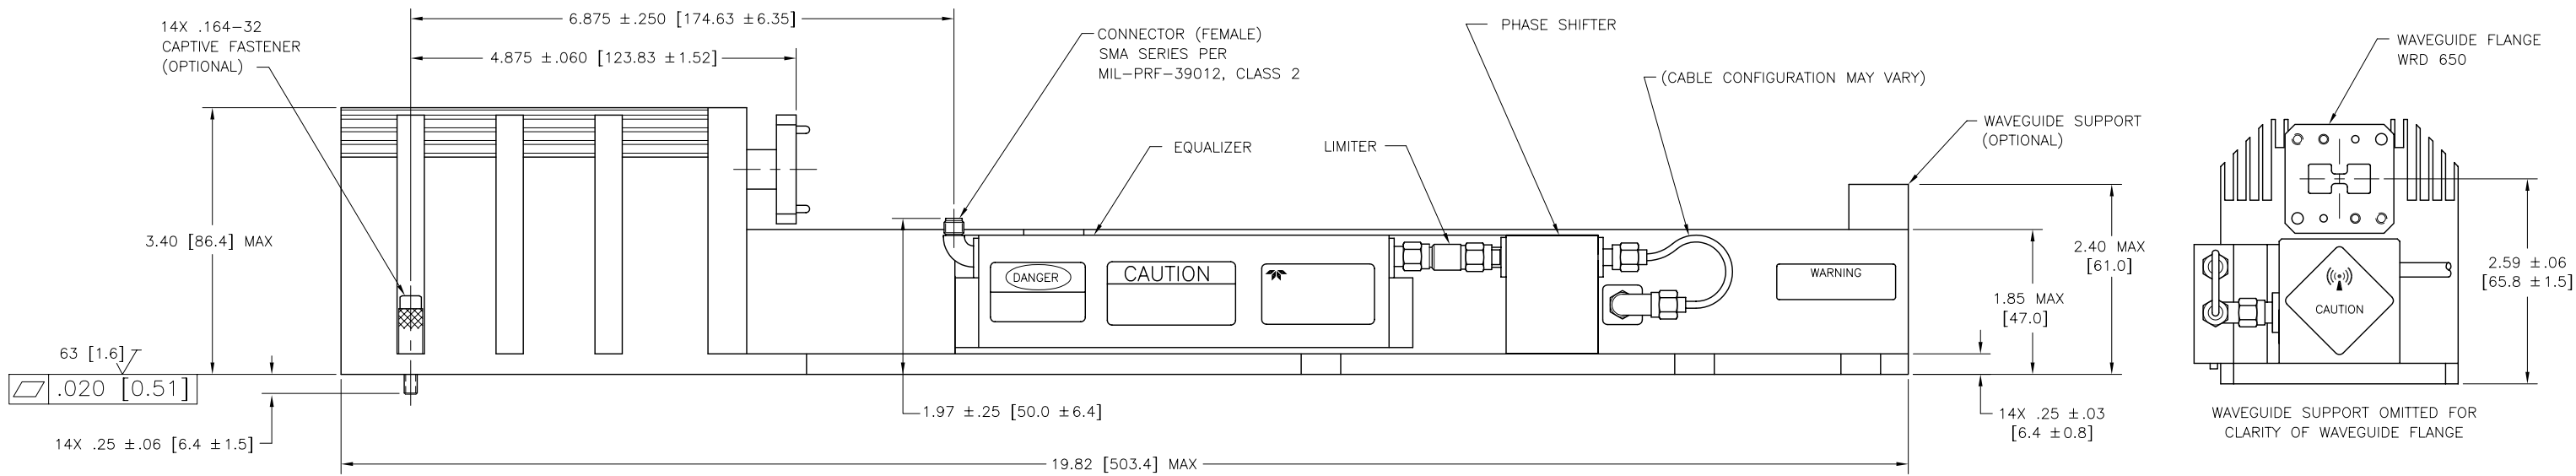 6.875 ±.250 [174.63 ±6.35]
14X .164-32
CAPTIVE FASTENER
(OPTIONAL)
4.875 ±.060 [123.83 ±1.52]
CONNECTOR (FEMALE)
SMA SERIES PER
MIL-PRF-39012, CLASS 2
PHASE SHIFTER
(CABLE CONFIGURATION MAY VARY)
WAVEGUIDE FLANGE
WRD 650
EQUALIZER
LIMITER
WAVEGUIDE SUPPORT
(OPTIONAL)
3.40 [86.4] MAX
DANGER
CAUTION
WARNING
2.40 MAX
[61.0]
1.85 MAX
[47.0]
2.59 ±.06
[65.8 ±1.5]
CAUTION
63 [1.6]
.020 [0.51]
14X .25 ±.06 [6.4 ±1.5]
1.97 ±.25 [50.0 ±6.4]
14X .25 ±.03
[6.4 ±0.8]
WAVEGUIDE SUPPORT OMITTED FOR
CLARITY OF WAVEGUIDE FLANGE
19.82 [503.4] MAX